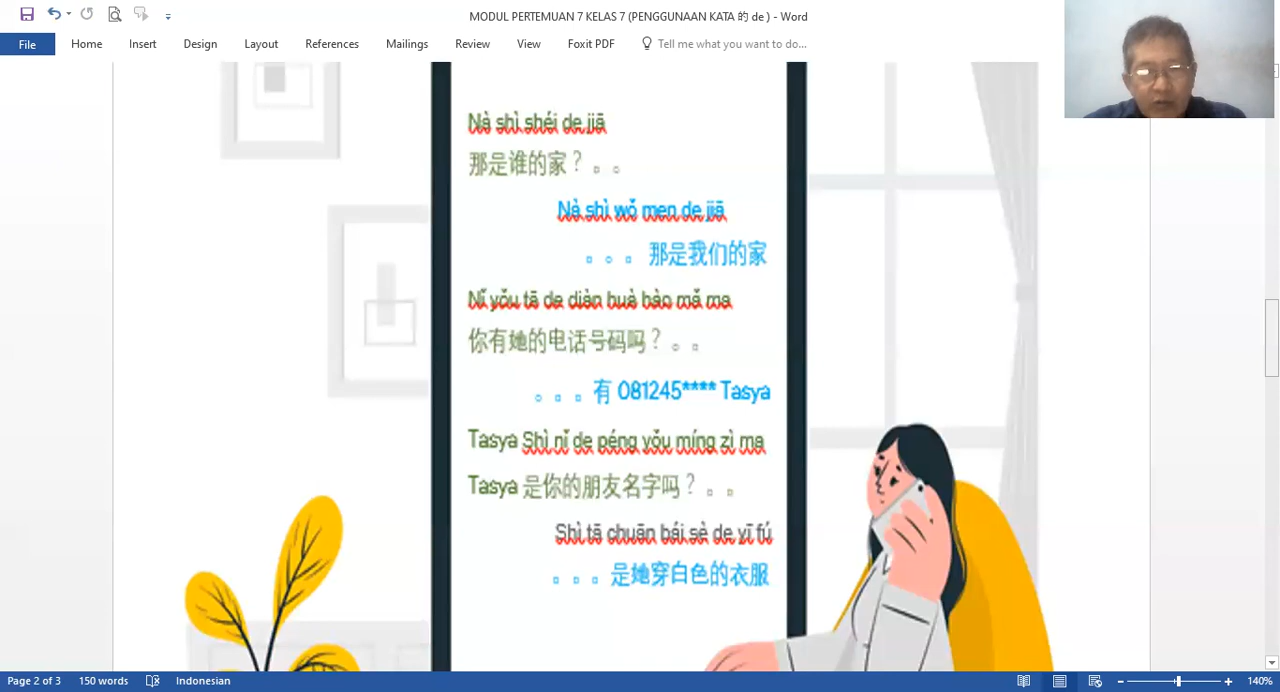 MODUL PERTEMUAN 7 KELAS 7 (PENGGUNAAN KATA 的 de ) - Word
File Home Insert Design Layout References Mailings Review View Foxit PDF Tell me what you want to do...
Nà shì shéi de jiā
那是谁的家？。。
Nà shì wǒ men de jiā
。。。那是我们的家
Nǐ yǒu tā de diàn huà hào mǎ ma
你有她的电话号码吗？。。
。。。有 081245**** Tasya
Tasya Shì nǐ de péng yǒu míng zì ma
Tasya 是你的朋友名字吗？。。
Shì tā chuān bái sè de yī fú
。。。是她穿白色的衣服
Page 2 of 3 150 words Indonesian 140%